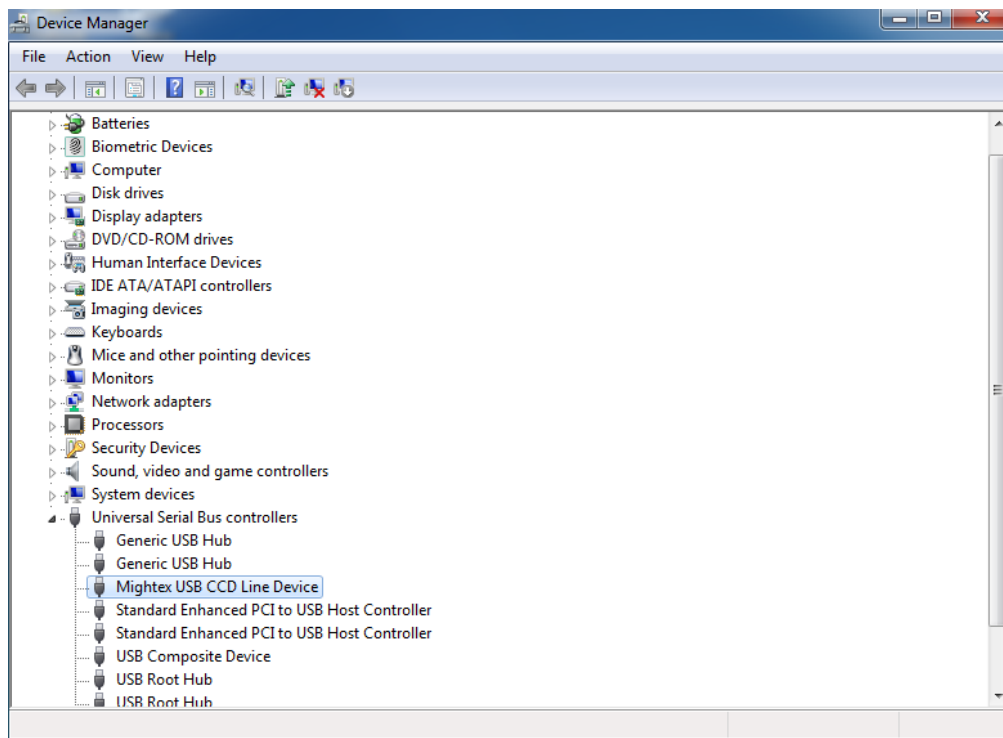 Device Manager
File Action View Help
Batteries
Biometric Devices
Computer
Disk drives
Display adapters
DVD/CD-ROM drives
Human Interface Devices
IDE ATA/ATAPI controllers
Imaging devices
Keyboards
Mice and other pointing devices
Monitors
Network adapters
Processors
Security Devices
Sound, video and game controllers
System devices
Universal Serial Bus controllers
Generic USB Hub
Generic USB Hub
Mightex USB CCD Line Device
Standard Enhanced PCI to USB Host Controller
Standard Enhanced PCI to USB Host Controller
USB Composite Device
USB Root Hub
USB Root Hub